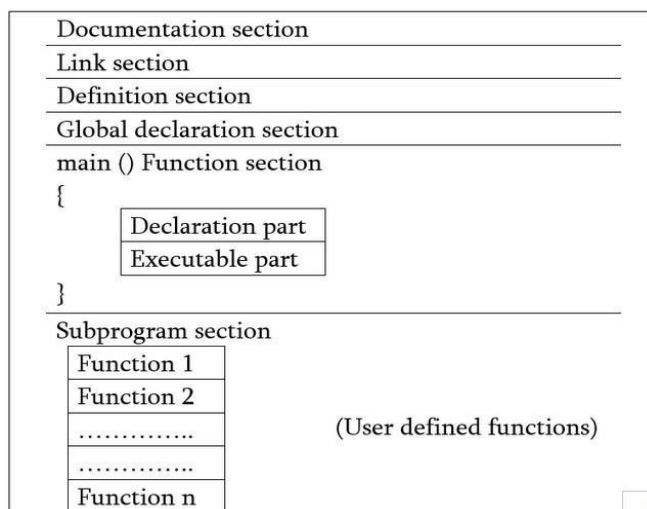 Documentation section
Link section
Definition section
Global declaration section
main () Function section
{
Declaration part
Executable part
}
Subprogram section
Function 1
Function 2
…………..
(User defined functions)
…………..
Function n